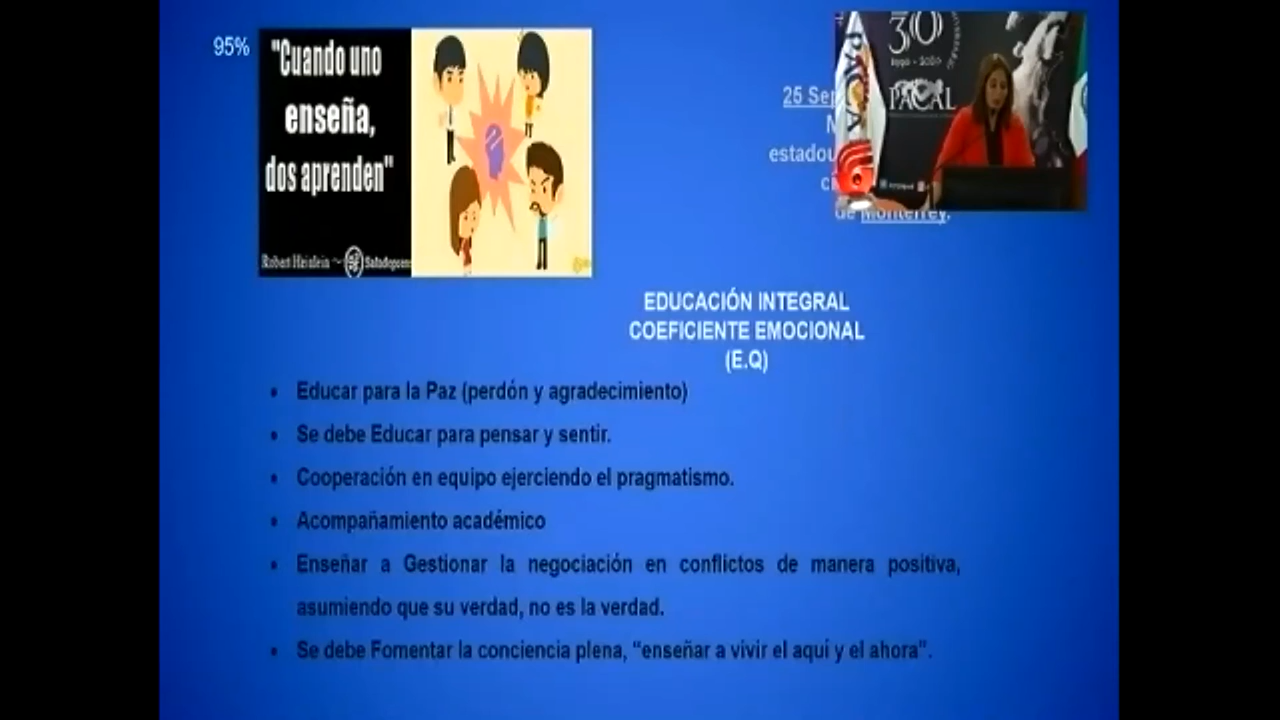 95%
"Cuando uno
enseña,
dos aprenden"
Robert Heinlein
30
1990 - 2020
PACAL
25 Sep
estadou
de Monterrey.
EDUCACIÓN INTEGRAL
COEFICIENTE EMOCIONAL
(E.Q)
• Educar para la Paz (perdón y agradecimiento)
• Se debe Educar para pensar y sentir.
• Cooperación en equipo ejerciendo el pragmatismo.
• Acompañamiento académico
• Enseñar a Gestionar la negociación en conflictos de manera positiva,
asumiendo que su verdad, no es la verdad.
• Se debe Fomentar la conciencia plena, "enseñar a vivir el aquí y el ahora".